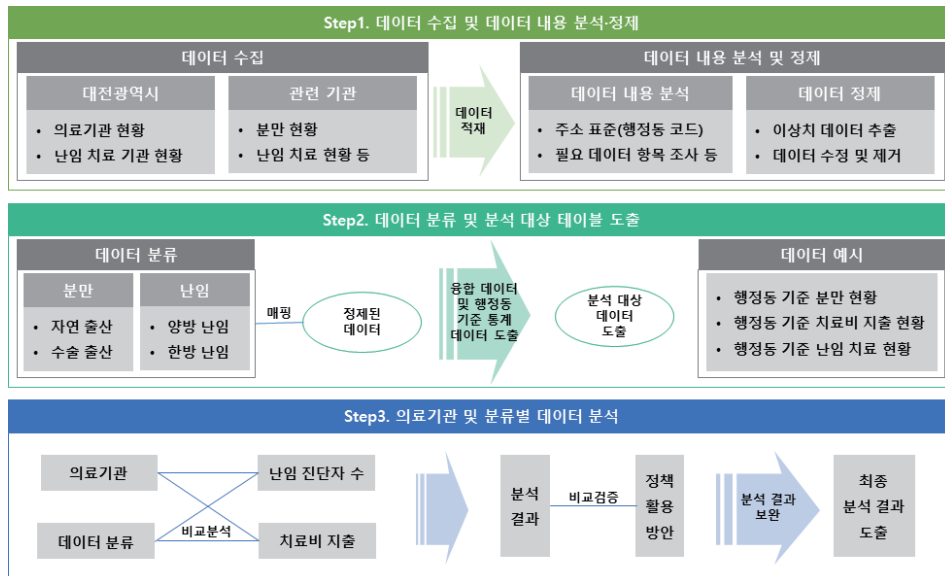 Step1. 데이터 수집 및 데이터 내용 분석·정제
데이터 수집
대전광역시
• 의료기관 현황
• 난임 치료 기관 현황
관련 기관
• 분만 현황
• 난임 치료 현황 등
데이터
적재
데이터 내용 분석 및 정제
데이터 내용 분석
• 주소 표준(행정동 코드)
• 필요 데이터 항목 조사 등
데이터 정제
• 이상치 데이터 추출
• 데이터 수정 및 제거
Step2. 데이터 분류 및 분석 대상 테이블 도출
데이터 분류
분만
• 자연 출산
• 수술 출산
난임
• 양방 난임
• 한방 난임
매핑
정제된
데이터
융합 데이터
및 행정동
기준 통계
데이터 도출
분석 대상
데이터
도출
데이터 예시
• 행정동 기준 분만 현황
• 행정동 기준 치료비 지출 현황
• 행정동 기준 난임 치료 현황
Step3. 의료기관 및 분류별 데이터 분석
의료기관
난임 진단자 수
비교분석
데이터 분류
치료비 지출
분석
결과
비교검증
정책
활용
방안
분석 결과
보완
최종
분석 결과
도출